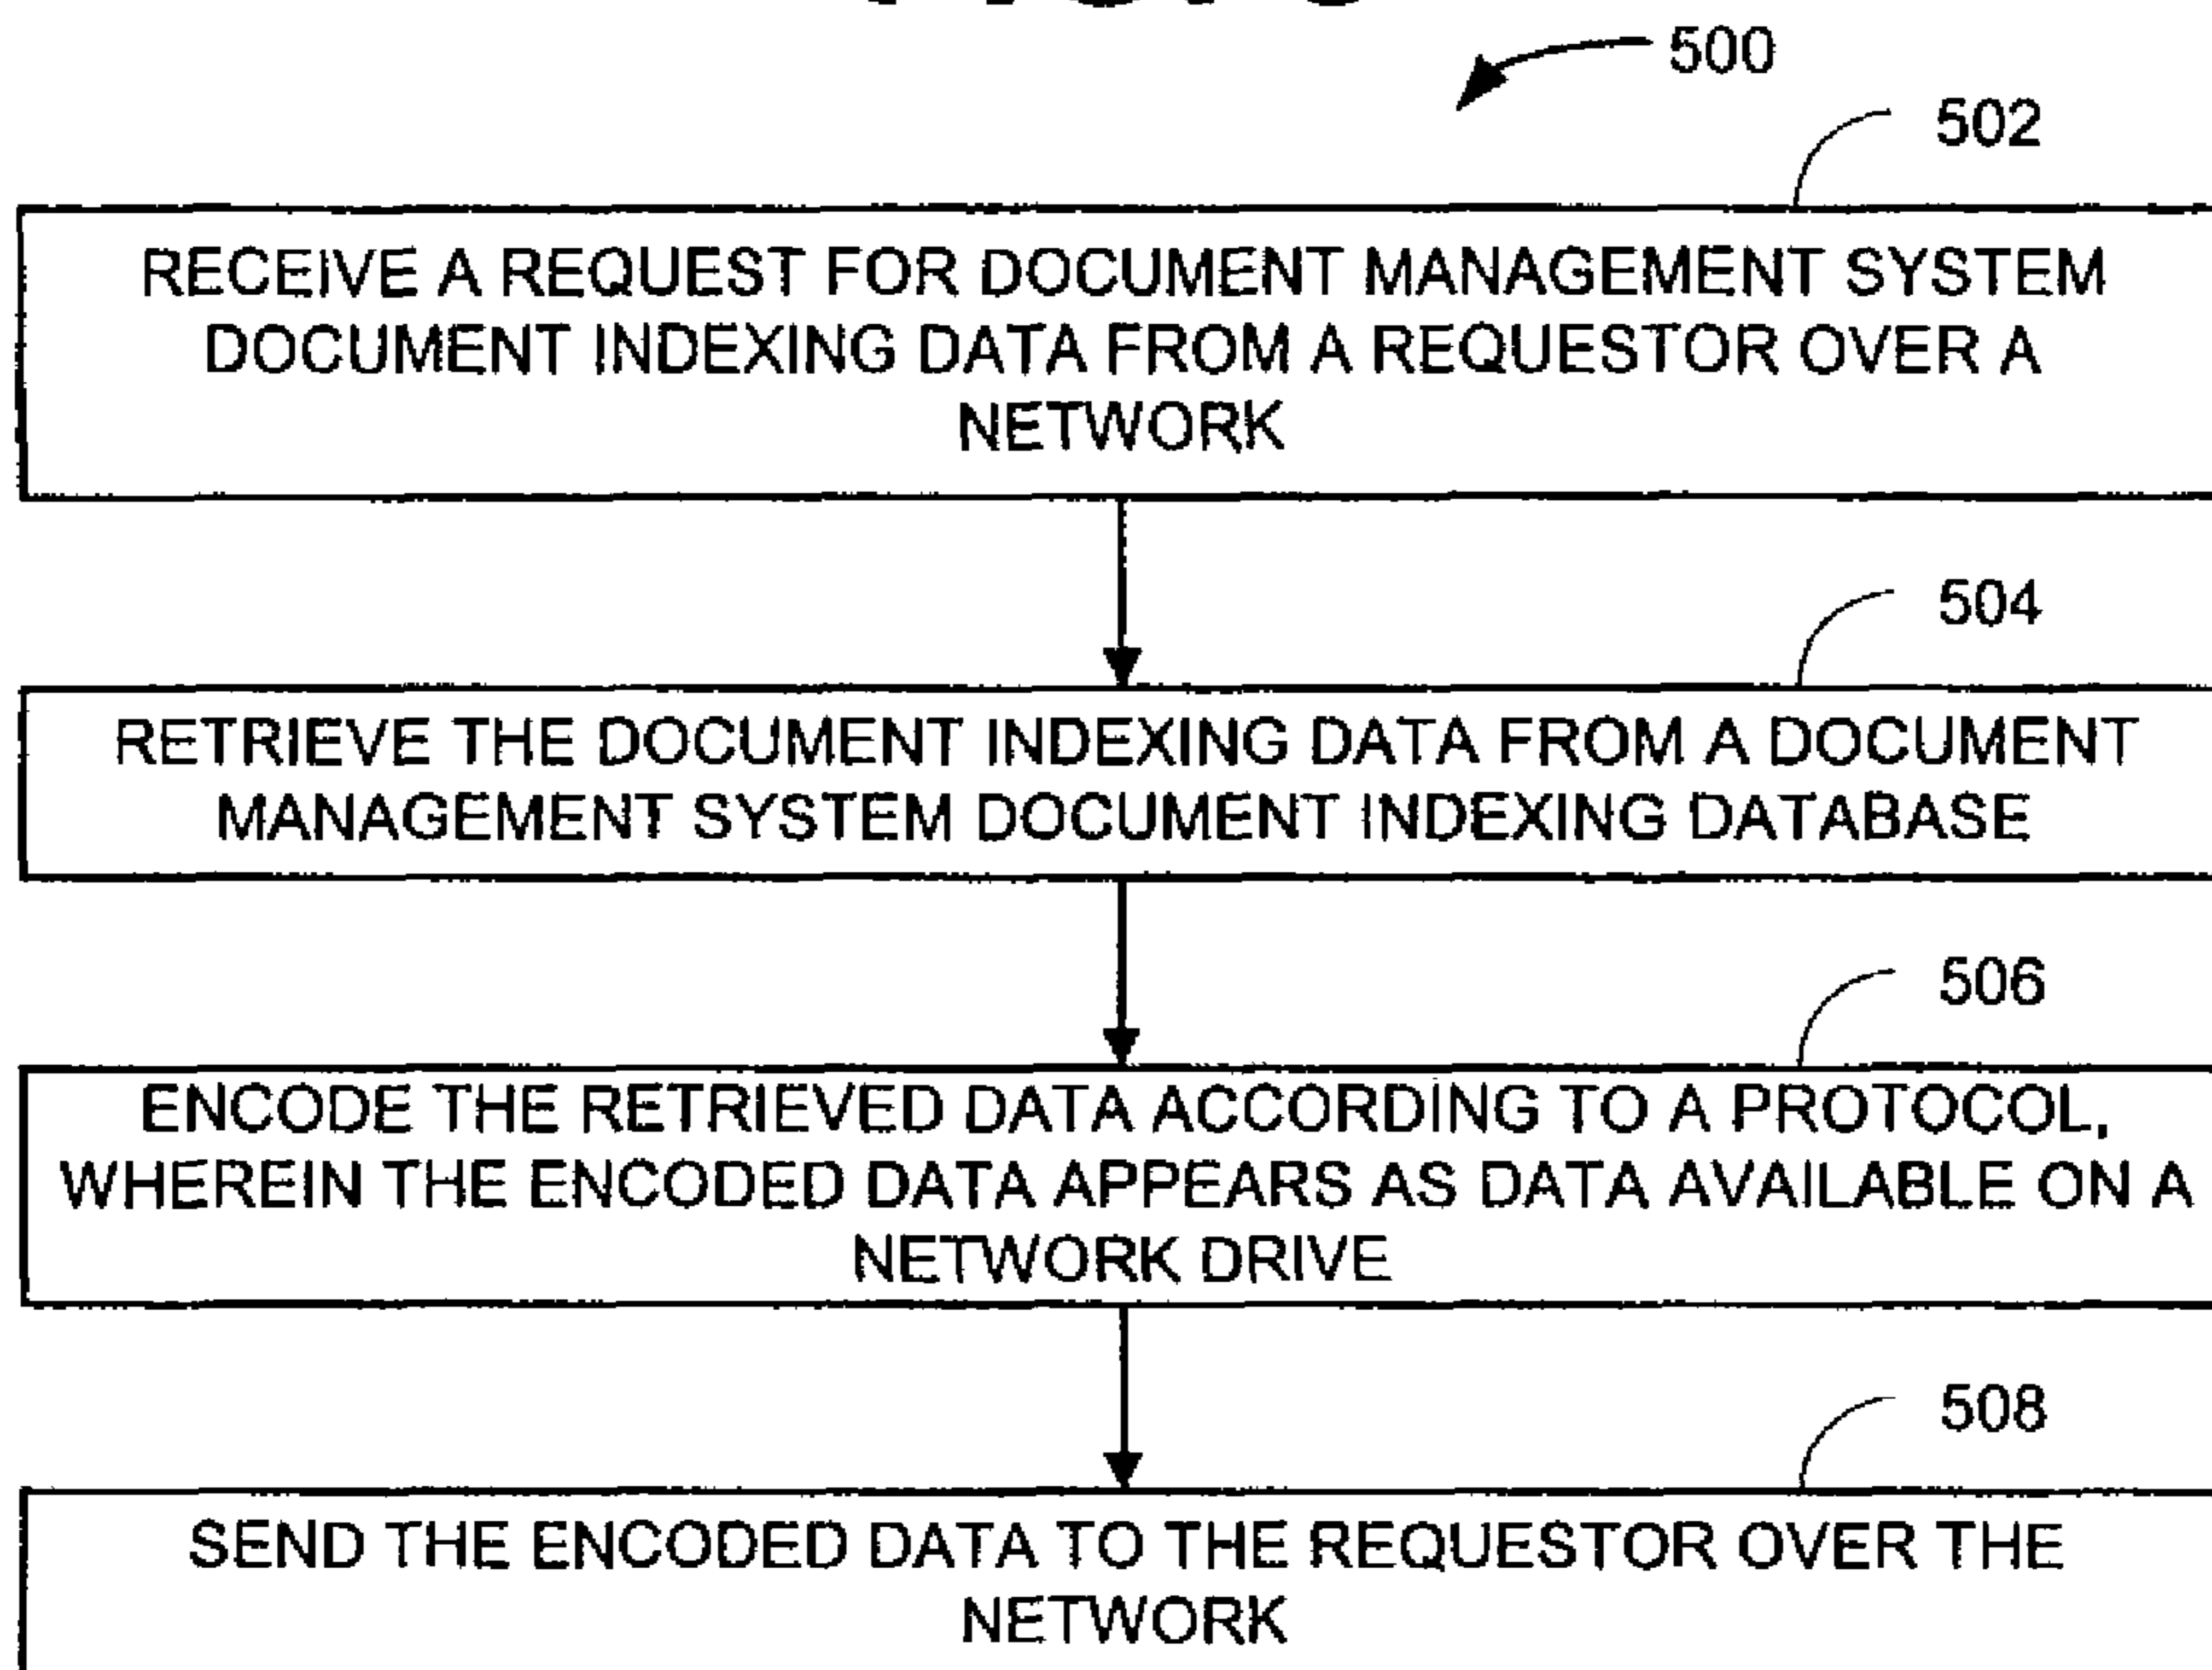 500
502
RECEIVE A REQUEST FOR DOCUMENT MANAGEMENT SYSTEM
DOCUMENT INDEXING DATA FROM A REQUESTOR OVER A
NETWORK
504
RETRIEVE THE DOCUMENT INDEXING DATA FROM A DOCUMENT
MANAGEMENT SYSTEM DOCUMENT INDEXING DATABASE
506
ENCODE THE RETRIEVED DATA ACCORDING TO A PROTOCOL,
WHEREIN THE ENCODED DATA APPEARS AS DATA AVAILABLE ON A
NETWORK DRIVE
508
SEND THE ENCODED DATA TO THE REQUESTOR OVER THE
NETWORK